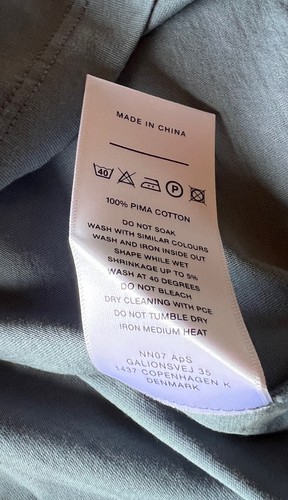 MADE IN CHINA
40 P
100% PIMA COTTON
DO NOT SOAK
WASH WITH SIMILAR COLOURS
WASH AND IRON INSIDE OUT
SHAPE WHILE WET
SHRINKAGE UP TO 5%
WASH AT 40 DEGREES
DO NOT BLEACH
DRY CLEANING WITH PCE
DO NOT TUMBLE DRY
IRON MEDIUM HEAT
NN07 ApS
GALIONSVEJ 35
1437 COPENHAGEN K
DENMARK